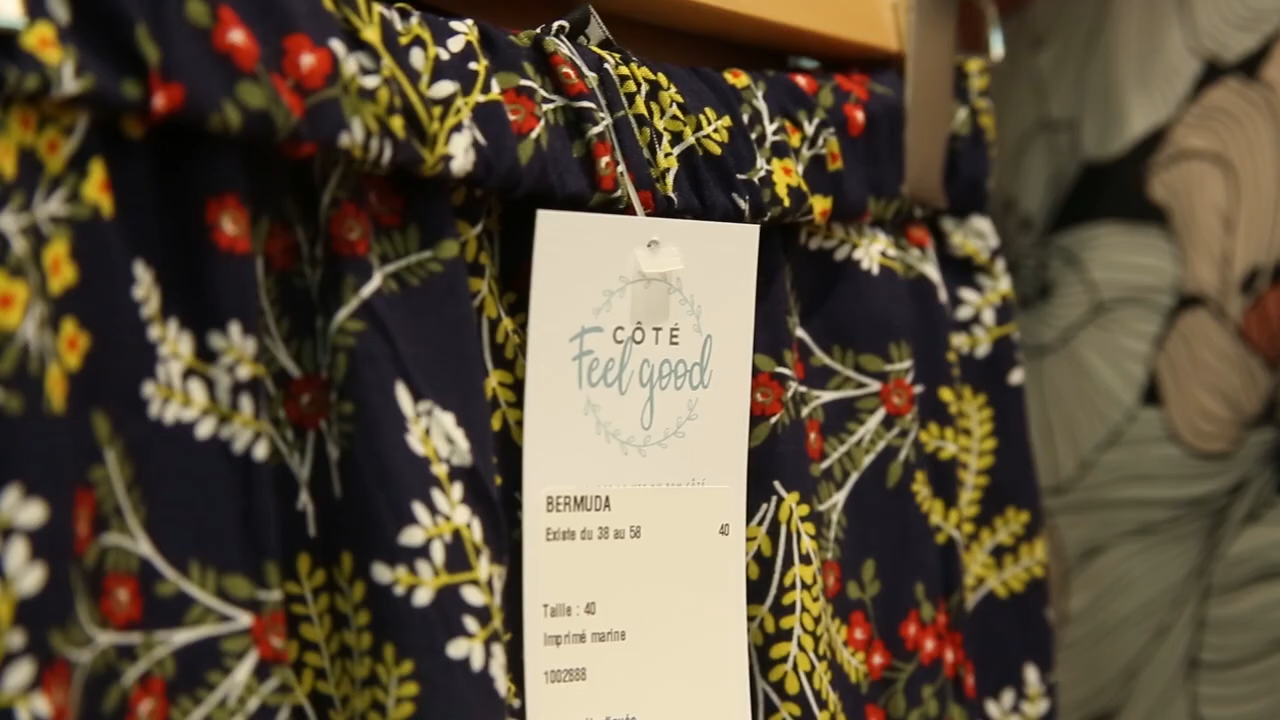 CÔTÉ
Feel good
BERMUDA
Existe du 38 au 58 40
Taille : 40
Imprimé marine
1002888